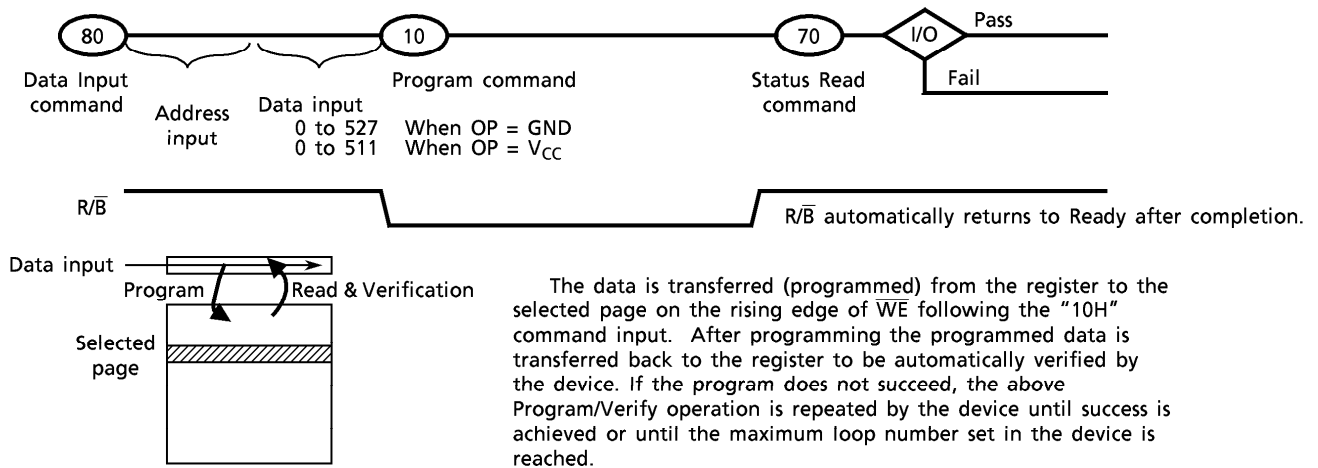 80
10
70
I/O
Pass
Fail
Data Input
command
Address
input
Data input
0 to 527 When OP = GND
0 to 511 When OP = VCC
Program command
Status Read
command
R/B̅
R/B̅ automatically returns to Ready after completion.
Data input
Program
Read & Verification
Selected
page
The data is transferred (programmed) from the register to the
selected page on the rising edge of W̅E̅ following the "10H"
command input. After programming the programmed data is
transferred back to the register to be automatically verified by
the device. If the program does not succeed, the above
Program/Verify operation is repeated by the device until success is
achieved or until the maximum loop number set in the device is
reached.